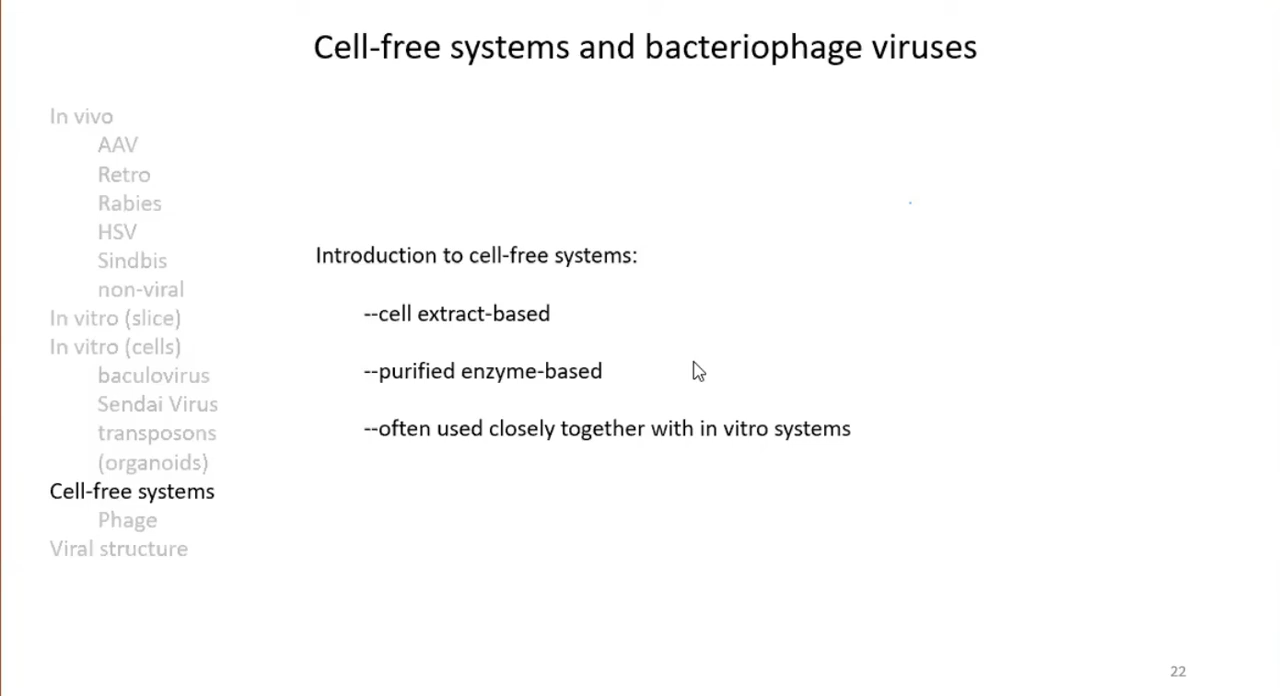 Cell-free systems and bacteriophage viruses
In vivo
AAV
Retro
Rabies
HSV
Sindbis
non-viral
In vitro (slice)
In vitro (cells)
baculovirus
Sendai Virus
transposons
(organoids)
Cell-free systems
Phage
Viral structure
Introduction to cell-free systems:
--cell extract-based
--purified enzyme-based
--often used closely together with in vitro systems
22